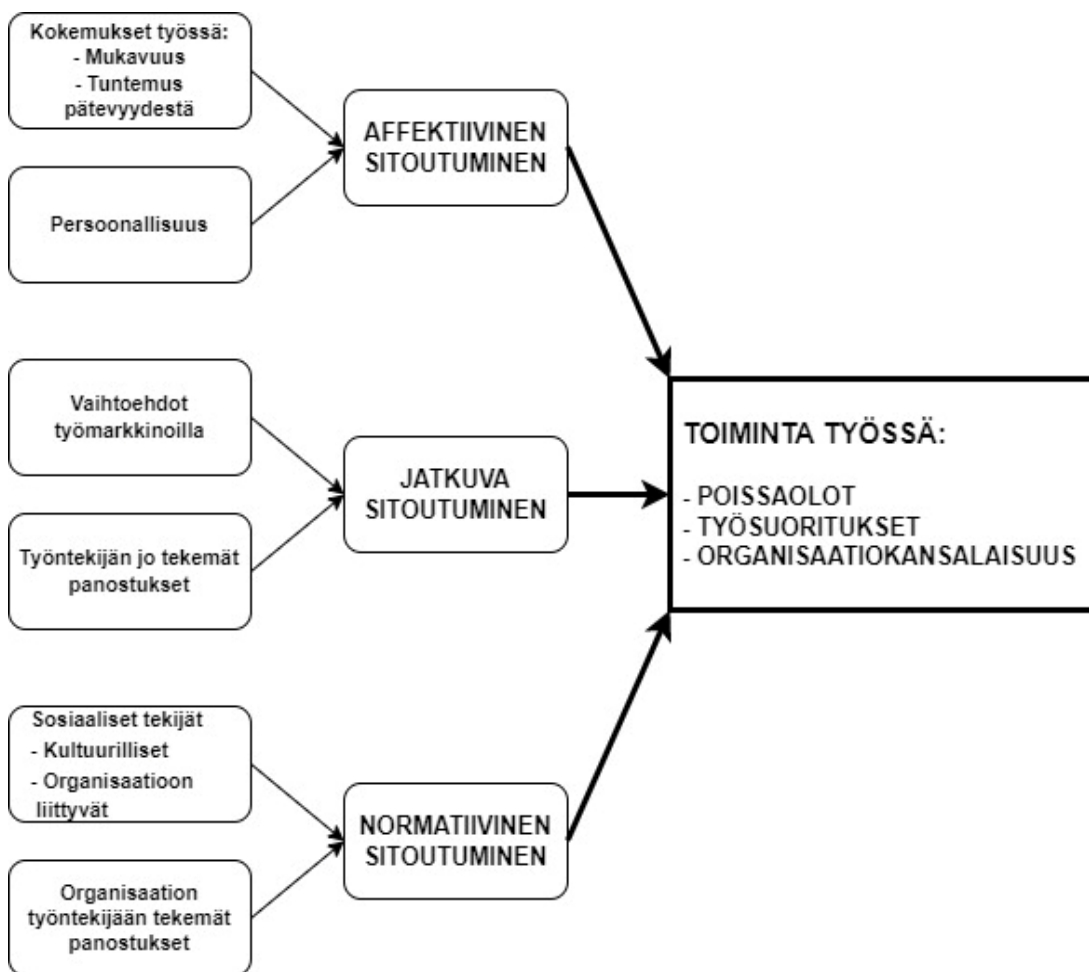 Kokemukset työssä:
- Mukavuus
- Tuntemus
pätevyydestä
Persoonallisuus
AFFEKTIIVINEN
SITOUTUMINEN
Vaihtoehdot
työmarkkinoilla
Työntekijän jo tekemät
panostukset
JATKUVA
SITOUTUMINEN
Sosiaaliset tekijät
- Kultuurilliset
- Organisaatioon
liittyvät
Organisaation
työntekijään tekemät
panostukset
NORMATIIVINEN
SITOUTUMINEN
TOIMINTA TYÖSSÄ:
- POISSAOLOT
- TYÖSUORITUKSET
- ORGANISAATIOKANSALAISUUS